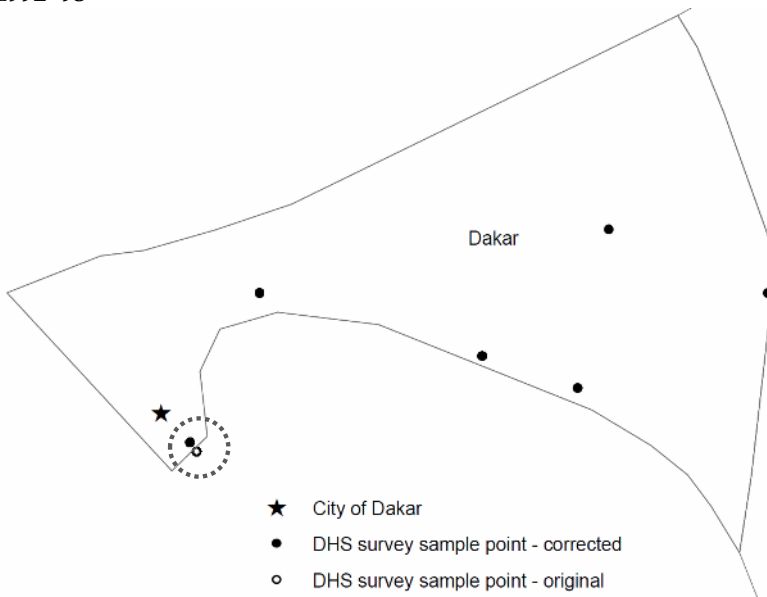 Dakar
City of Dakar
DHS survey sample point - corrected
DHS survey sample point - original